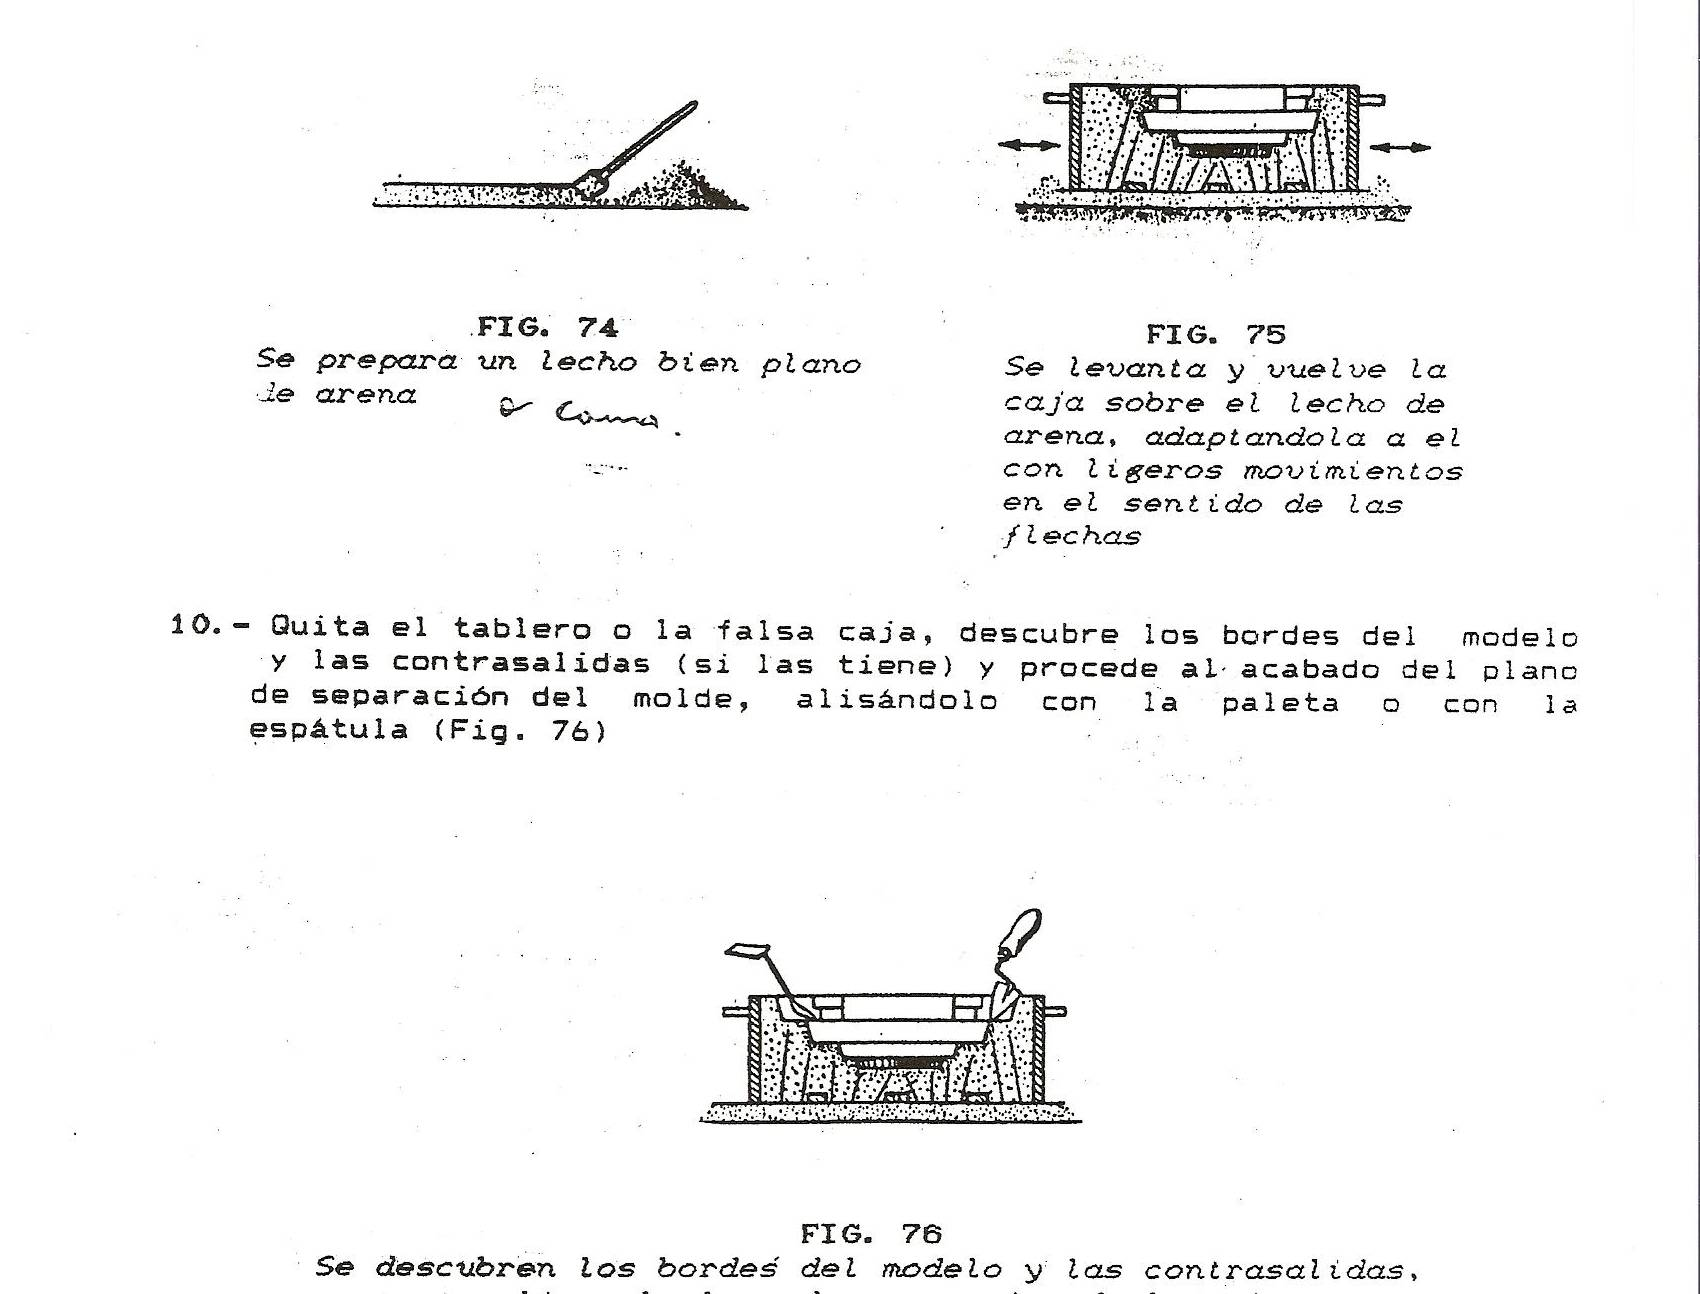 FIG. 74
Se prepara un lecho bien plano
de arena
o cama.
FIG. 75
Se levanta y vuelve la
caja sobre el lecho de
arena, adaptandola a el
con ligeros movimientos
en el sentido de las
flechas
10.- Quita el tablero o la falsa caja, descubre los bordes del modelo
y las contrasalidas (si las tiene) y procede al acabado del plano
de separación del molde, alisándolo con la paleta o con la
espátula (Fig. 76)
FIG. 76
Se descubren los bordes del modelo y las contrasalidas,